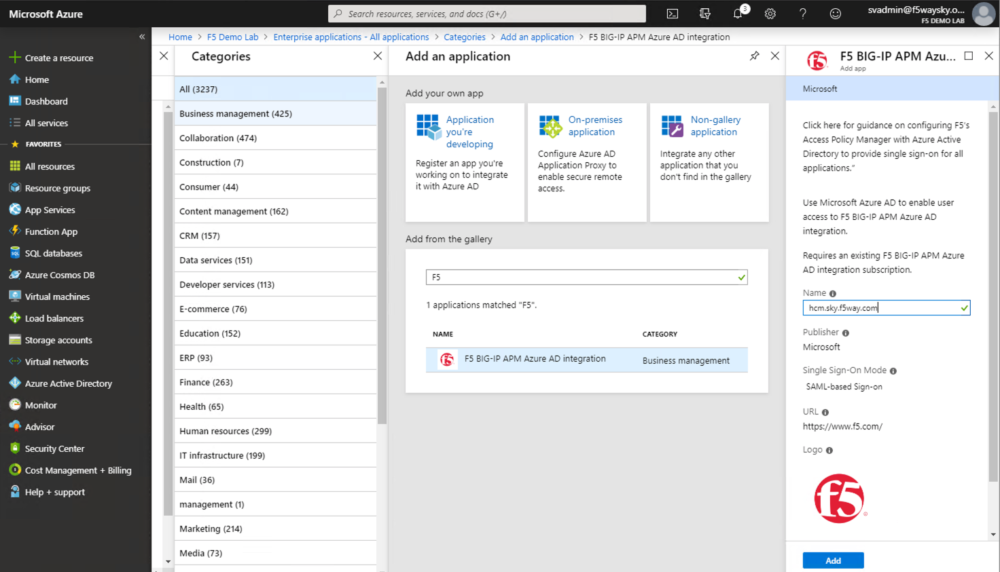 Microsoft Azure
Search resources, services, and docs (G+/)
3
svadmin@f5waysky.o...
F5 DEMO LAB
Create a resource
Home
Dashboard
All services
FAVORITES
All resources
Resource groups
App Services
Function App
SQL databases
Azure Cosmos DB
Virtual machines
Load balancers
Storage accounts
Virtual networks
Azure Active Directory
Monitor
Advisor
Security Center
Cost Management + Billing
Help + support
Home > F5 Demo Lab > Enterprise applications - All applications > Categories > Add an application > F5 BIG-IP APM Azure AD integration
Categories
All (3237)
Business management (425)
Collaboration (474)
Construction (7)
Consumer (44)
Content management (162)
CRM (157)
Data services (151)
Developer services (113)
E-commerce (76)
Education (152)
ERP (93)
Finance (263)
Health (65)
Human resources (299)
IT infrastructure (199)
Mail (36)
management (1)
Marketing (214)
Media (73)
Add an application
Add your own app
Application
you're
developing
Register an app you're
working on to integrate
it with Azure AD
On-premises
application
Configure Azure AD
Application Proxy to
enable secure remote
access.
Non-gallery
application
Integrate any other
application that you
don't find in the gallery
Add from the gallery
F5
1 applications matched "F5".
NAME CATEGORY
f5
F5 BIG-IP APM Azure AD integration Business management
f5
F5 BIG-IP APM Azu...
Add app
Microsoft
Click here for guidance on configuring F5's
Access Policy Manager with Azure Active
Directory to provide single sign-on for all
applications.”
Use Microsoft Azure AD to enable user
access to F5 BIG-IP APM Azure AD
integration.
Requires an existing F5 BIG-IP APM Azure
AD integration subscription.
Name
hcm.sky.f5way.com
Publisher
Microsoft
Single Sign-On Mode
SAML-based Sign-on
URL
https://www.f5.com/
Logo
f5
Add